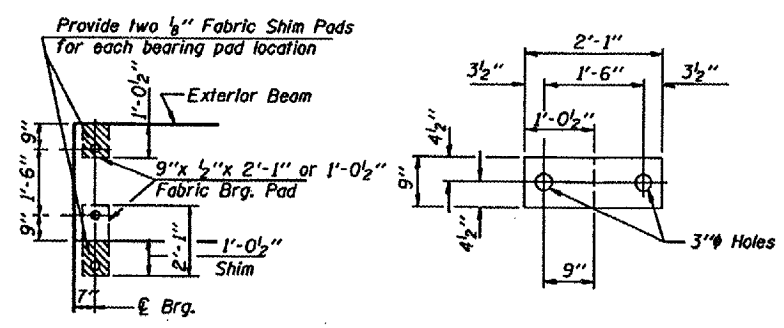 Provide two 1/8" Fabric Shim Pads
for each bearing pad location
1'-0½"
Exterior Beam
9"
1'-6"
9"
9"x ½"x 2'-1" or 1'-0½"
Fabric Brg. Pad
1'-0½"
Shim
2'-1"
7"
℄ Brg.
2'-1"
3½"
1'-6"
3½"
1'-0½"
4½"
9"
4½"
9"
3"φ Holes